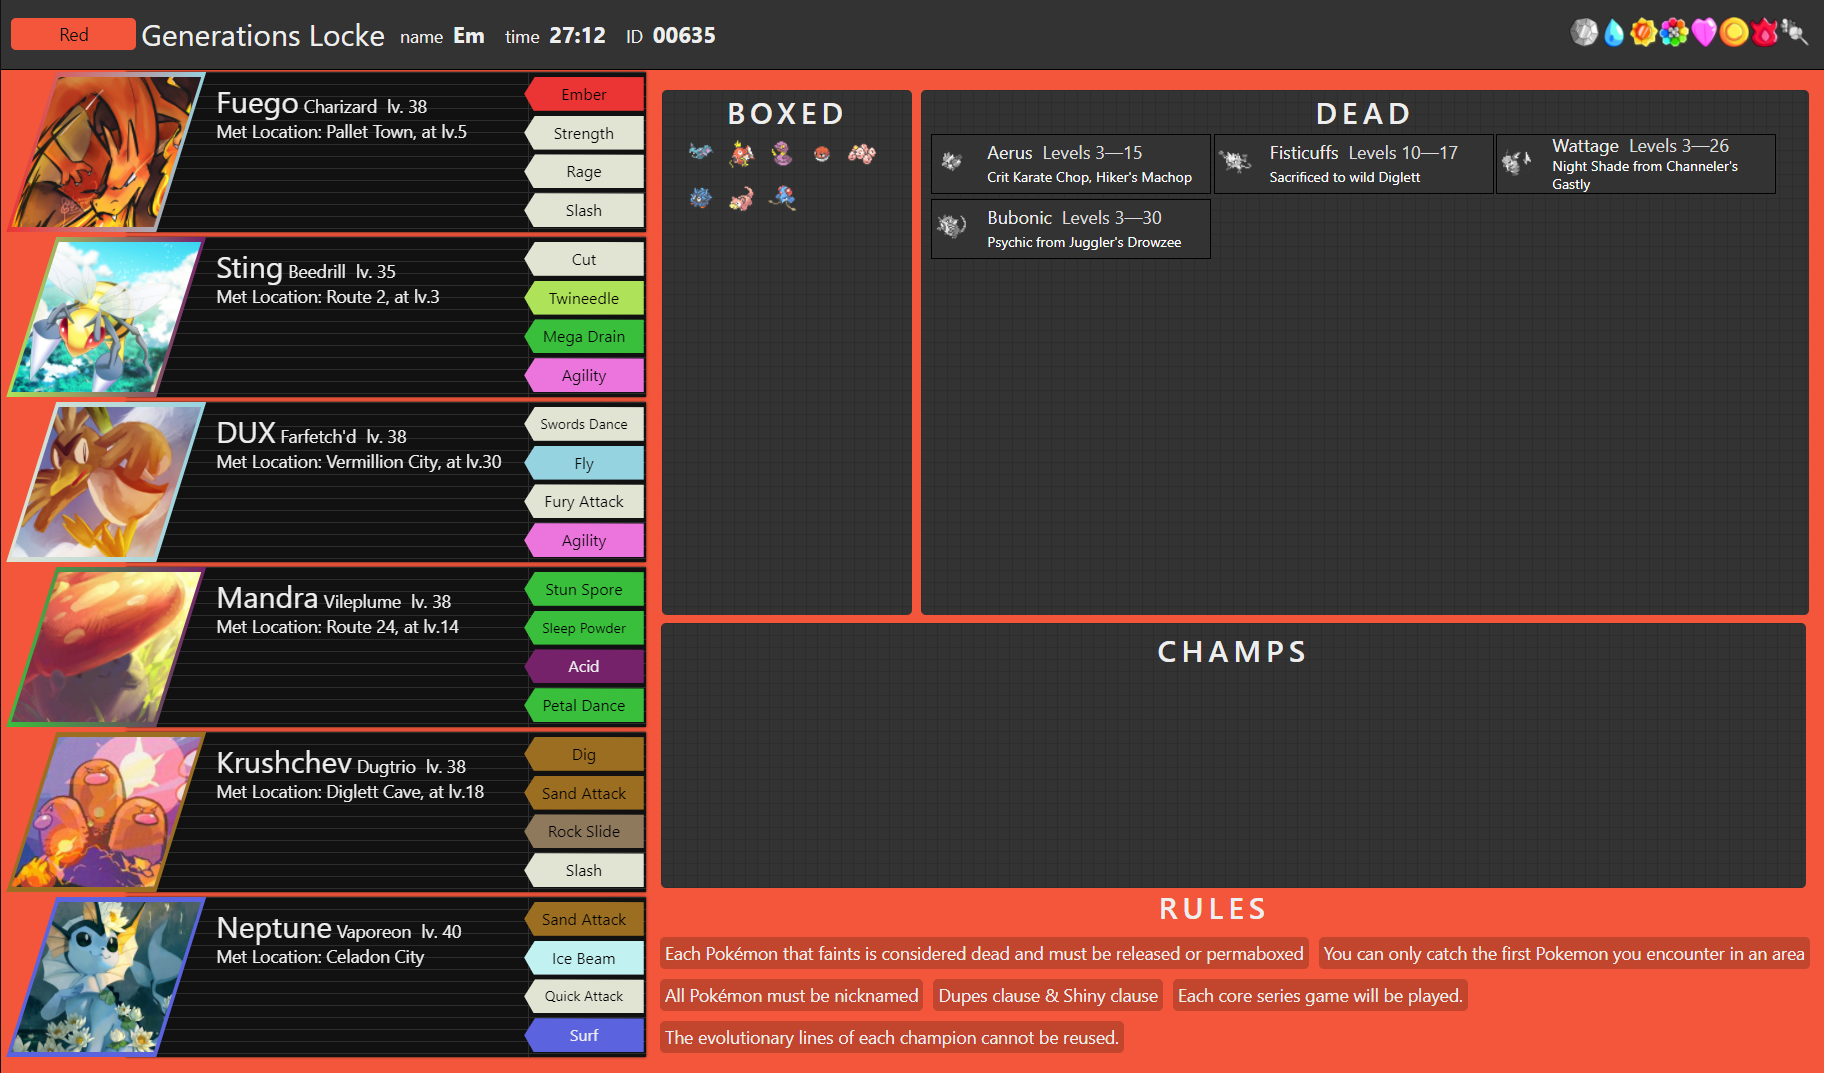 Red
Generations Locke name Em time 27:12 ID 00635
Fuego Charizard lv. 38
Met Location: Pallet Town, at lv.5
Ember
Strength
Rage
Slash
Sting Beedrill lv. 35
Met Location: Route 2, at lv.3
Cut
Twineedle
Mega Drain
Agility
DUX Farfetch'd lv. 38
Met Location: Vermillion City, at lv.30
Swords Dance
Fly
Fury Attack
Agility
Mandra Vileplume lv. 38
Met Location: Route 24, at lv.14
Stun Spore
Sleep Powder
Acid
Petal Dance
Krushchev Dugtrio lv. 38
Met Location: Diglett Cave, at lv.18
Dig
Sand Attack
Rock Slide
Slash
Neptune Vaporeon lv. 40
Met Location: Celadon City
Sand Attack
Ice Beam
Quick Attack
Surf
BOXED
DEAD
Aerus Levels 3—15
Crit Karate Chop, Hiker's Machop
Fisticuffs Levels 10—17
Sacrificed to wild Diglett
Wattage Levels 3—26
Night Shade from Channeler's
Gastly
Bubonic Levels 3—30
Psychic from Juggler's Drowzee
CHAMPS
RULES
Each Pokémon that faints is considered dead and must be released or permaboxed
You can only catch the first Pokemon you encounter in an area
All Pokémon must be nicknamed
Dupes clause & Shiny clause
Each core series game will be played.
The evolutionary lines of each champion cannot be reused.